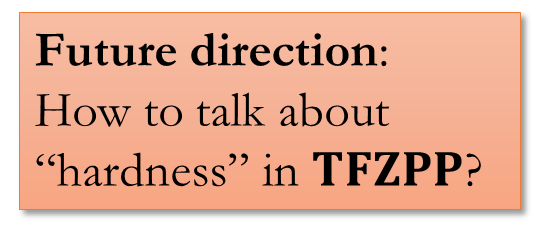 Future direction:
How to talk about
“hardness” in TFZPP?